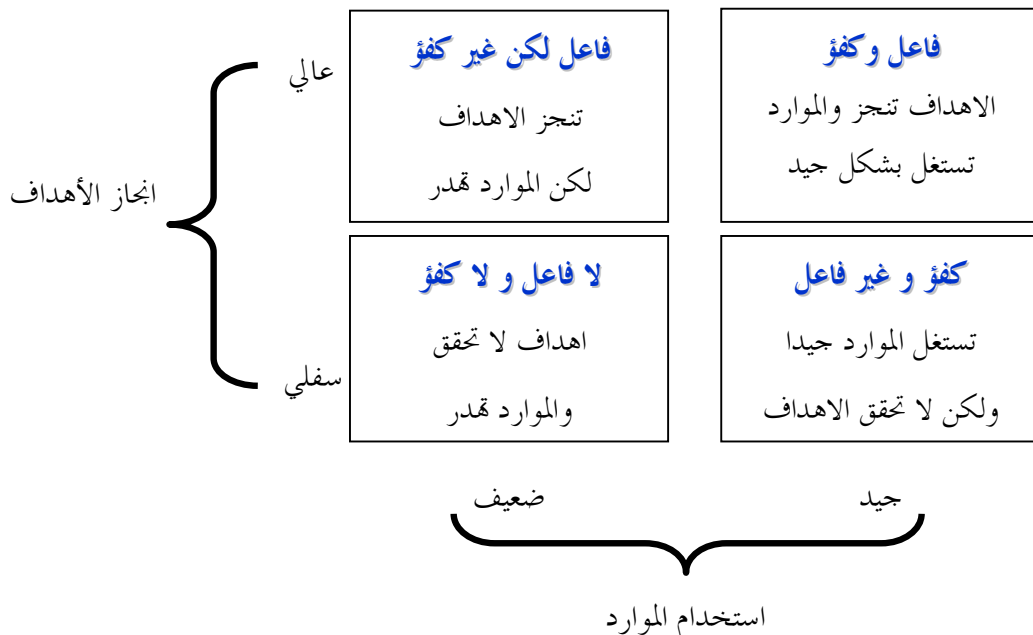 فاعل وكفؤ
الاهداف تنجز والموارد
تستغل بشكل جيد
فاعل لكن غير كفؤ
تنجز الاهداف
لكن الموارد تهدر
عالي
انجاز الأهداف
كفؤ و غير فاعل
تستغل الموارد جيدا
ولكن لا تحقق الاهداف
لا فاعل و لا كفؤ
اهداف لا تحقق
والموارد تهدر
سفلي
جيد
ضعيف
استخدام الموارد